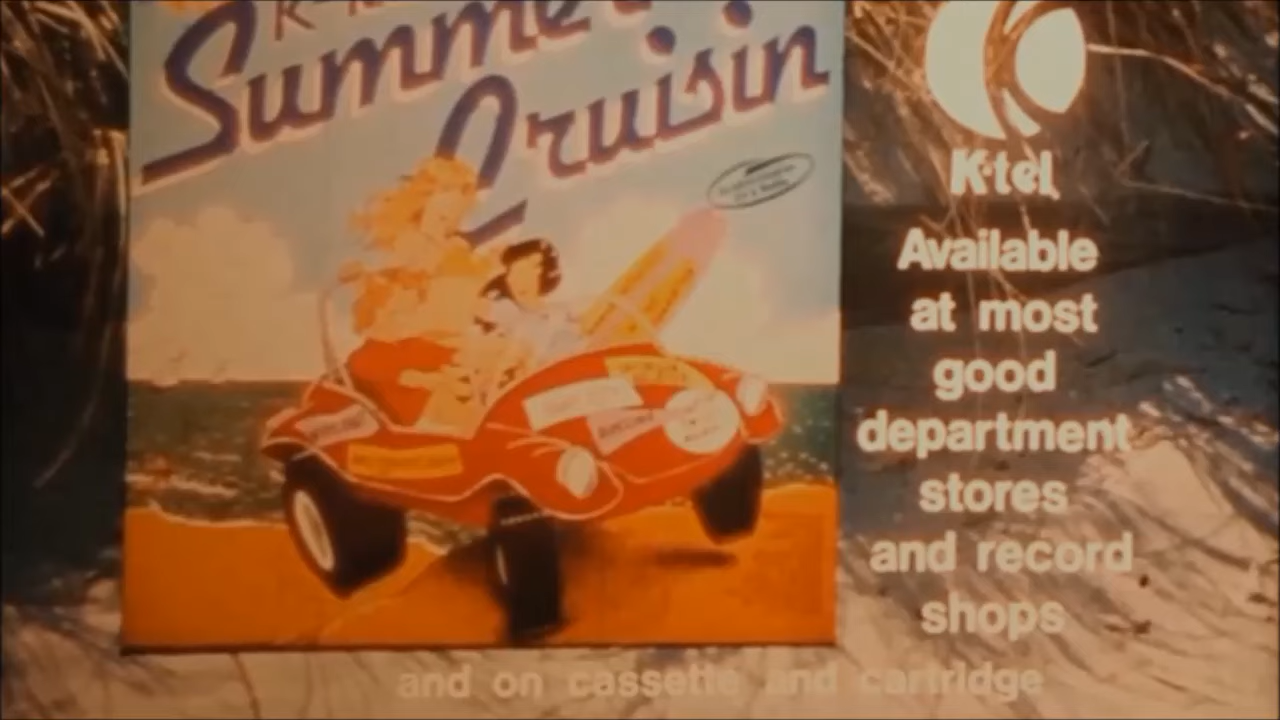 Summer
Cruisin
K-tel
Available
at most
good
department
stores
and record
shops
and on cassette and cartridge